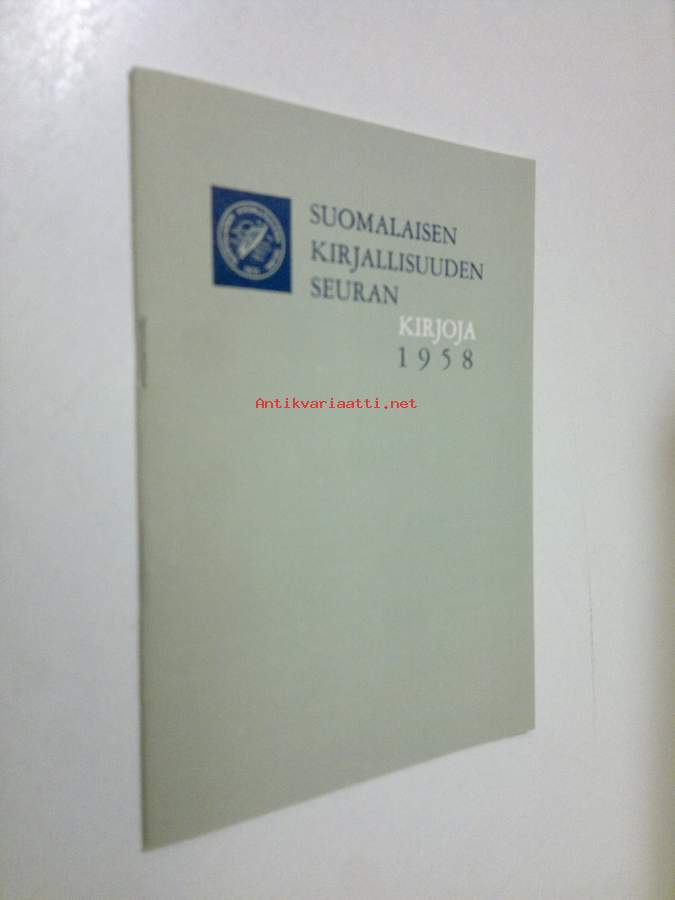 SUOMALAISEN
KIRJALLISUUDEN
SEURAN
KIRJOJA
1958
Antikvariaatti.net